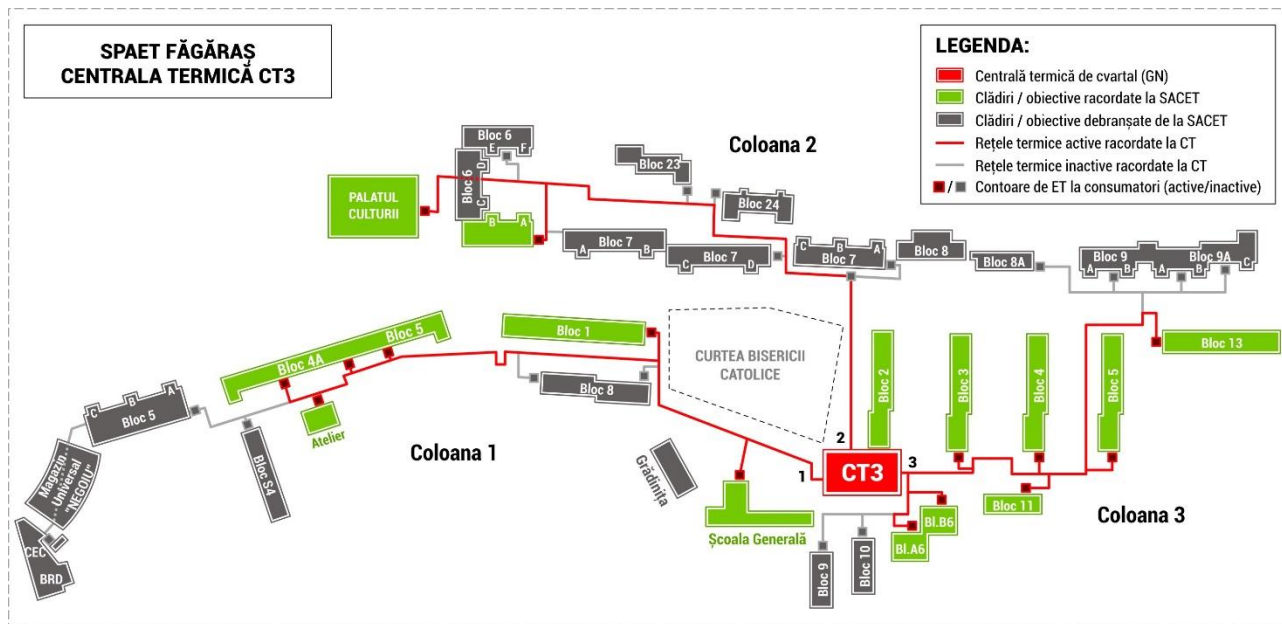 SPAET FĂGĂRAȘ
CENTRALA TERMICĂ CT3
LEGENDA:
Centrală termică de cvartal (GN)
Clădiri / obiective racordate la SACET
Clădiri / obiective debranșate de la SACET
Rețele termice active racordate la CT
Rețele termice inactive racordate la CT
/ Contoare de ET la consumatori (active/inactive)
Coloana 2
Bloc 6
E F
Bloc 6
D
C
B A
PALATUL
CULTURII
Bloc 23
Bloc 24
Bloc 7
A B
Bloc 7
C D
C B A
Bloc 7
Bloc 8
Bloc 8A
Bloc 9
A B
Bloc 9A
A B C
Bloc 13
Bloc 1
CURTEA BISERICII
CATOLICE
Bloc 2
Bloc 3
Bloc 4
Bloc 5
Bloc 5
Bloc 4A
Bloc 8
C B A
Bloc 5
Atelier
Bloc S4
Magazin
Universal
"NEGOIU"
CEC
BRD
Coloana 1
Grădinița
Școala Generală
2
1
CT3
3
Bloc 11
Coloana 3
Bl.B6
Bl.A6
Bloc 9
Bloc 10